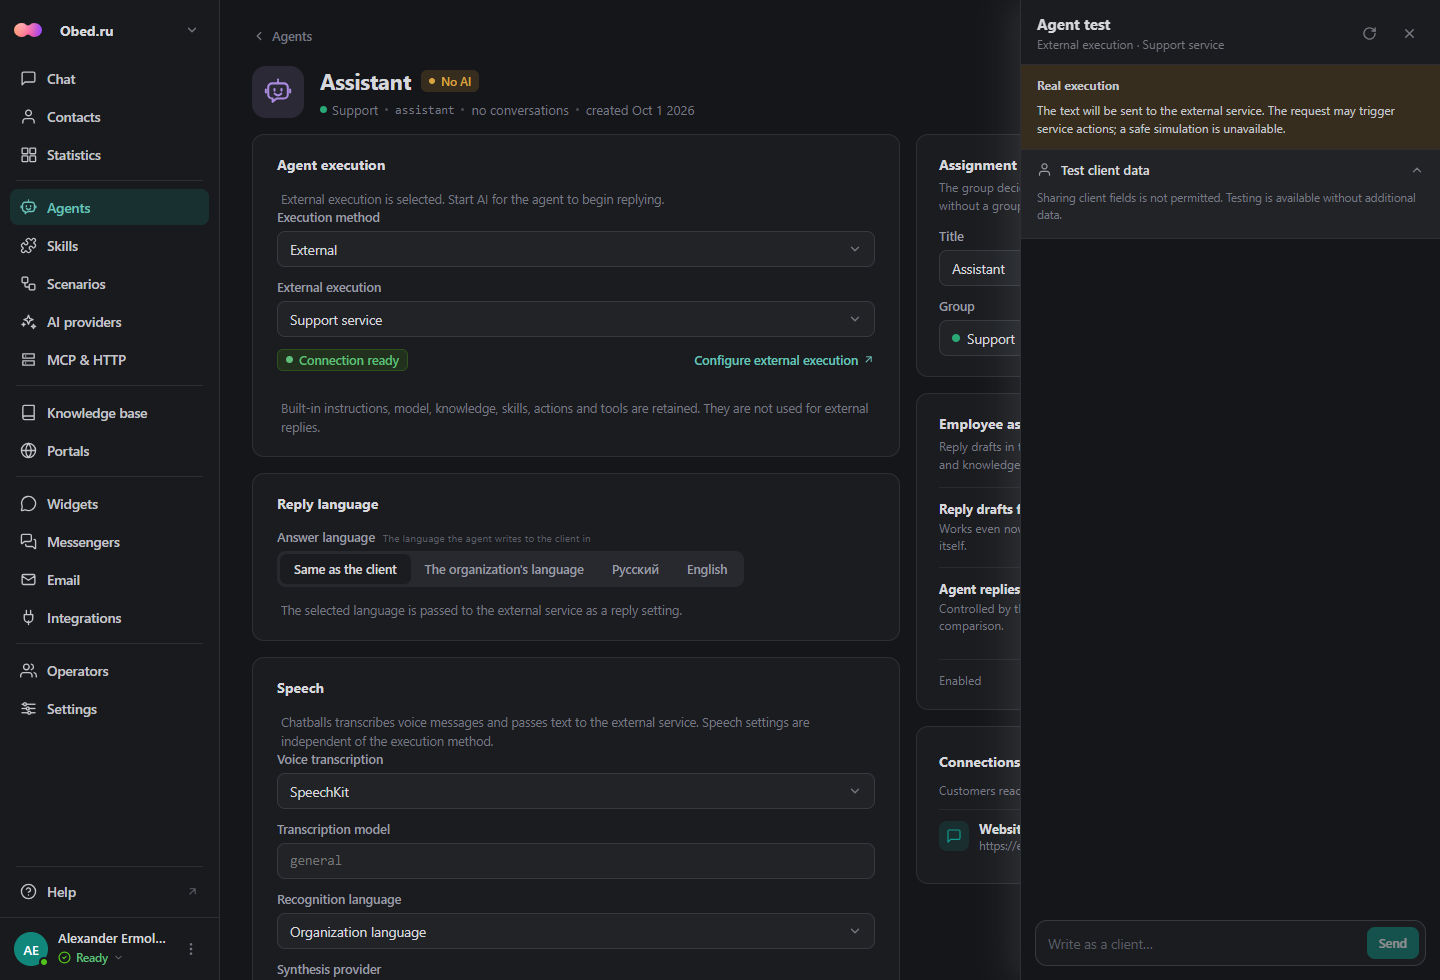 Obed.ru
Chat
Contacts
Statistics
Agents
Skills
Scenarios
AI providers
MCP & HTTP
Knowledge base
Portals
Widgets
Messengers
Email
Integrations
Operators
Settings
Help
AE
Alexander Ermol...
Ready
Agents
Assistant
No AI
Support • assistant • no conversations • created Oct 1 2026
Agent execution
External execution is selected. Start AI for the agent to begin replying.
Execution method
External
External execution
Support service
Connection ready
Configure external execution
Built-in instructions, model, knowledge, skills, actions and tools are retained. They are not used for external
replies.
Reply language
Answer language The language the agent writes to the client in
Same as the client
The organization's language
Русский
English
The selected language is passed to the external service as a reply setting.
Speech
Chatballs transcribes voice messages and passes text to the external service. Speech settings are
independent of the execution method.
Voice transcription
SpeechKit
Transcription model
general
Recognition language
Organization language
Synthesis provider
Assignment
The group
without a
Title
Assistant
Group
Support
Employee
Reply drafts in
and knowledge
Reply drafts
Works even
itself.
Agent replies
Controlled by
comparison.
Enabled
Connections
Customers
Agent test
External execution · Support service
Real execution
The text will be sent to the external service. The request may trigger
service actions; a safe simulation is unavailable.
Test client data
Sharing client fields is not permitted. Testing is available without additional
data.
Write as a client...
Send